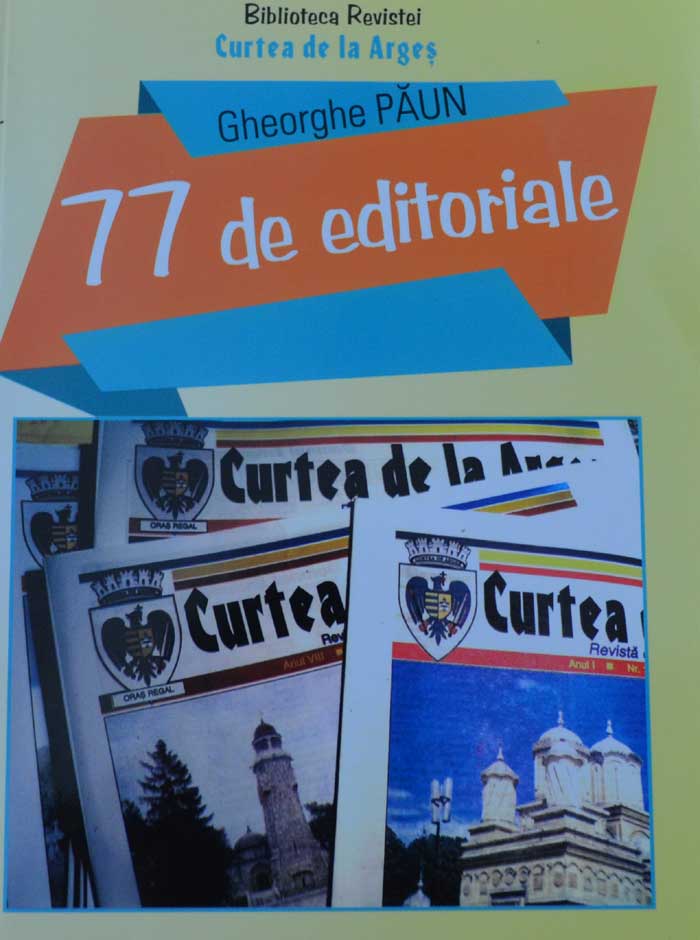 Biblioteca Revistei
Curtea de la Argeș
Gheorghe PĂUN
77 de editoriale
Curtea de la Arge
ORAȘ REGAL
Curtea
Anul VIII
ORAȘ REGAL
Curtea
Revistă
Anul I ■ Nr.